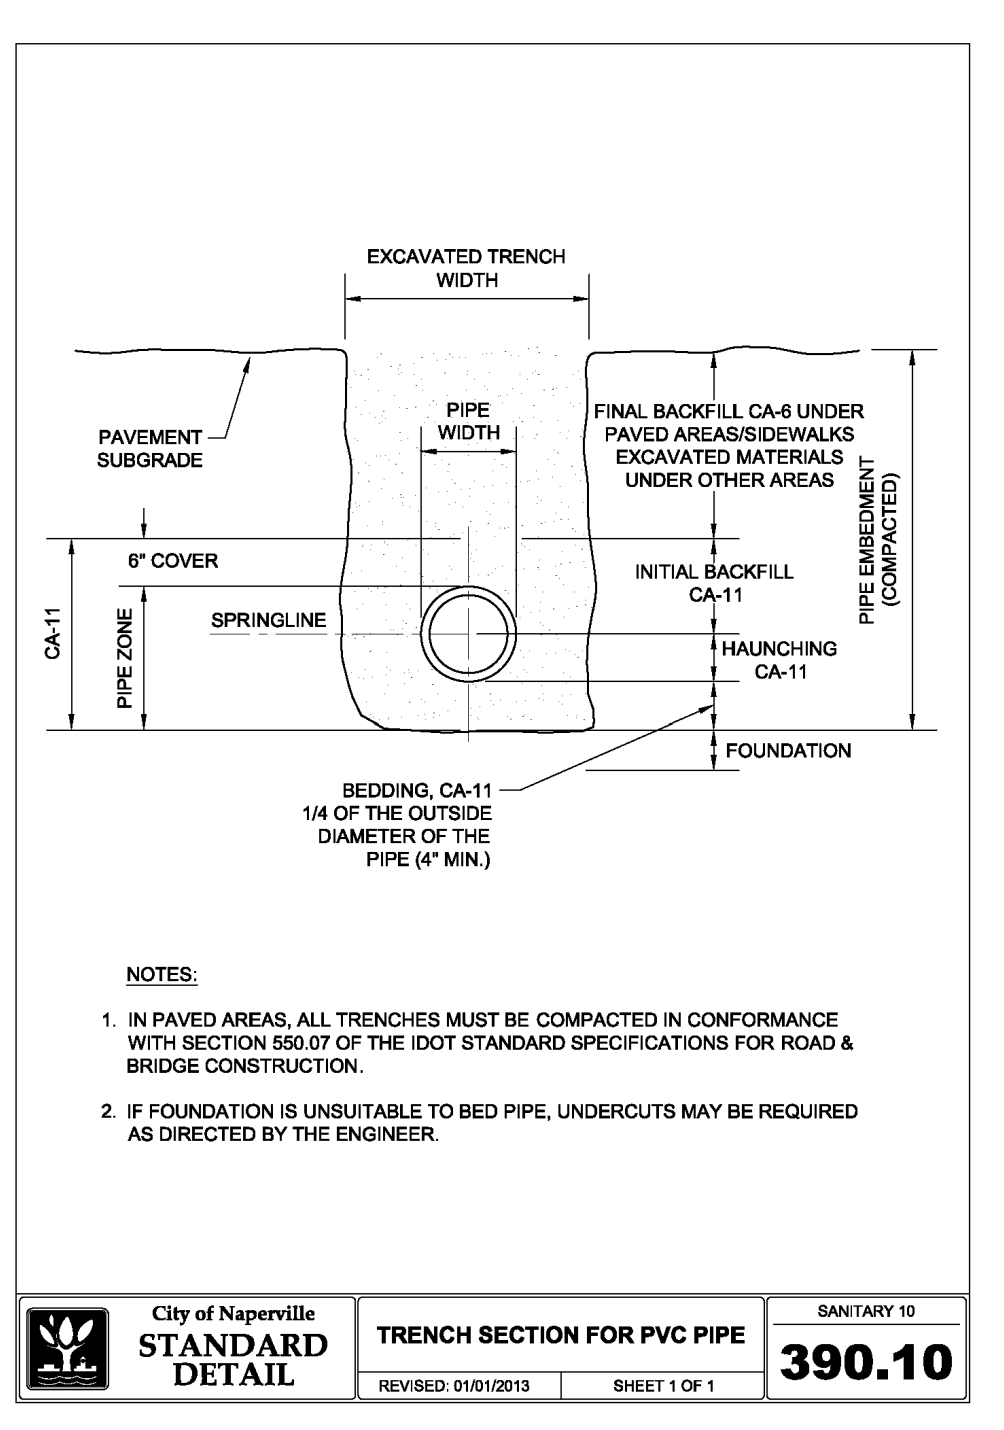 EXCAVATED TRENCH
WIDTH
PIPE
WIDTH
PAVEMENT
SUBGRADE
FINAL BACKFILL CA-6 UNDER
PAVED AREAS/SIDEWALKS
EXCAVATED MATERIALS
UNDER OTHER AREAS
PIPE EMBEDMENT
(COMPACTED)
6" COVER
INITIAL BACKFILL
CA-11
CA-11
PIPE ZONE
SPRINGLINE
HAUNCHING
CA-11
FOUNDATION
BEDDING, CA-11
1/4 OF THE OUTSIDE
DIAMETER OF THE
PIPE (4" MIN.)
NOTES:
1. IN PAVED AREAS, ALL TRENCHES MUST BE COMPACTED IN CONFORMANCE
WITH SECTION 550.07 OF THE IDOT STANDARD SPECIFICATIONS FOR ROAD &
BRIDGE CONSTRUCTION.
2. IF FOUNDATION IS UNSUITABLE TO BED PIPE, UNDERCUTS MAY BE REQUIRED
AS DIRECTED BY THE ENGINEER.
City of Naperville
STANDARD
DETAIL
TRENCH SECTION FOR PVC PIPE
REVISED: 01/01/2013
SHEET 1 OF 1
SANITARY 10
390.10